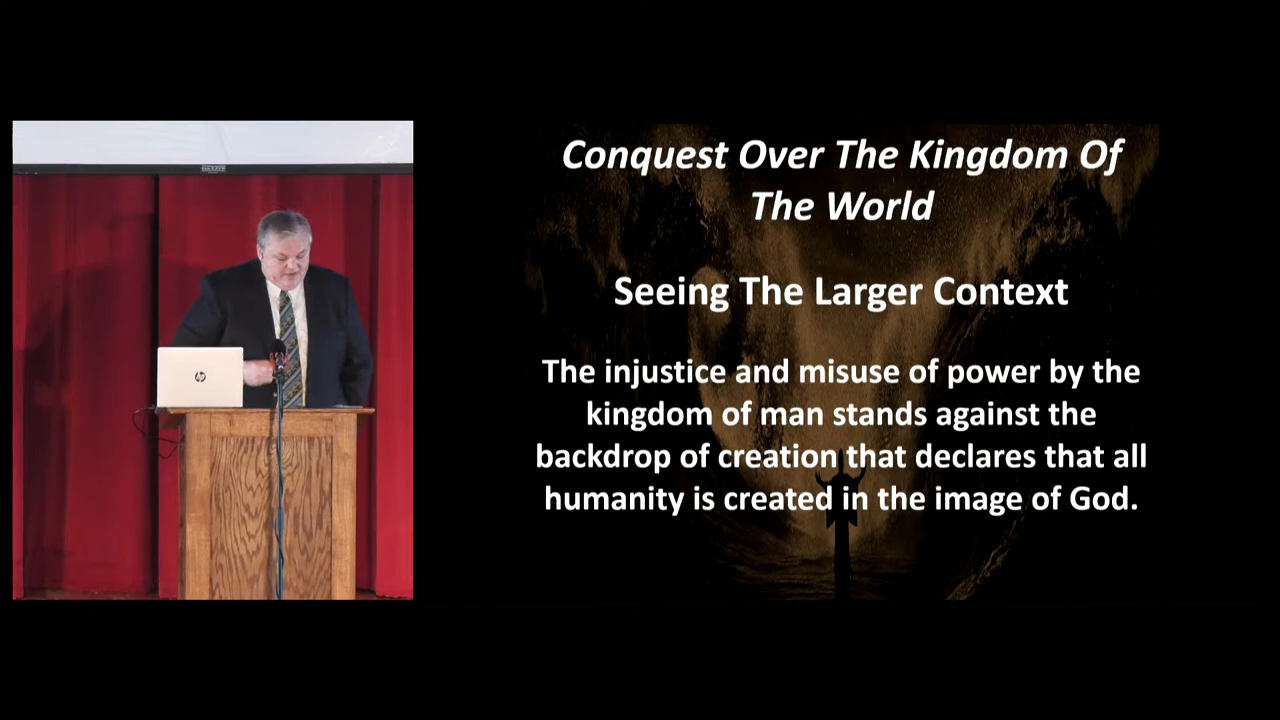 Conquest Over The Kingdom Of
The World
Seeing The Larger Context
The injustice and misuse of power by the
kingdom of man stands against the
backdrop of creation that declares that all
humanity is created in the image of God.
hp